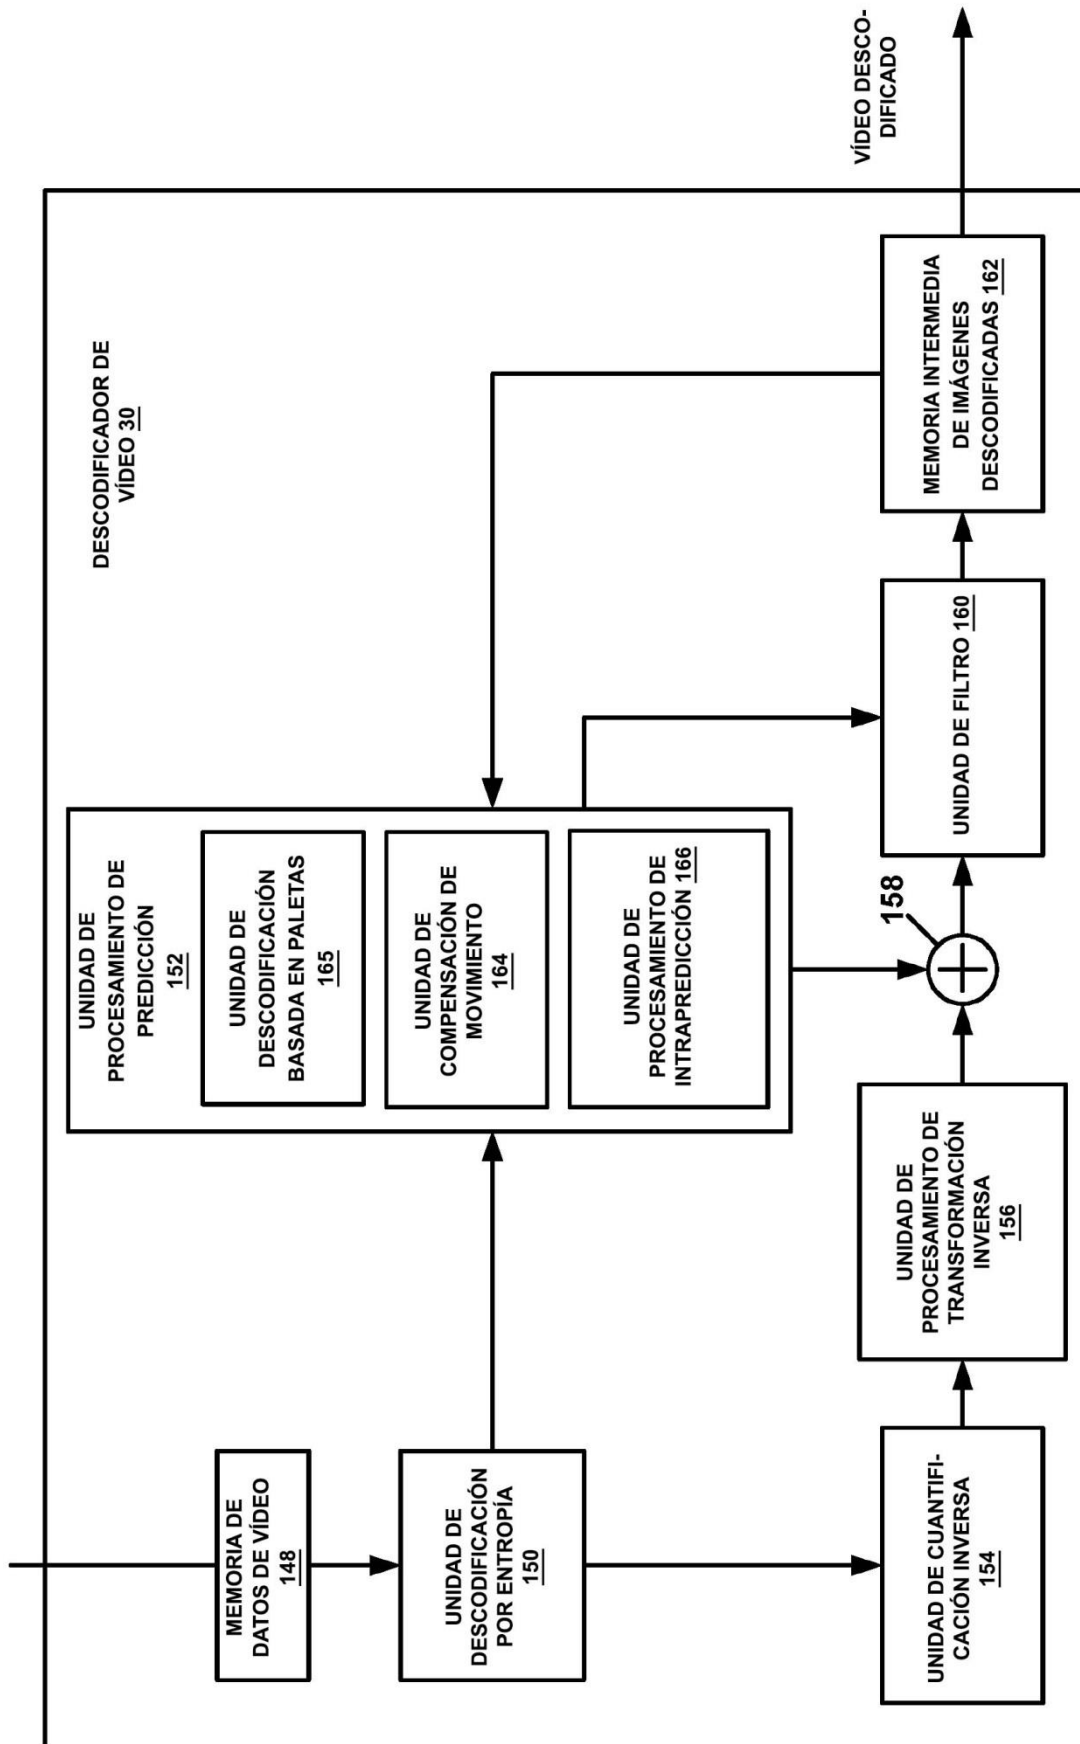 DESCODIFICADOR DE
VÍDEO 30
MEMORIA DE
DATOS DE VÍDEO
148
UNIDAD DE
DESCODIFICACIÓN
POR ENTROPÍA
150
UNIDAD DE
PROCESAMIENTO DE
PREDICCIÓN
152
UNIDAD DE
DESCODIFICACIÓN
BASADA EN PALETAS
165
UNIDAD DE
COMPENSACIÓN DE
MOVIMIENTO
164
UNIDAD DE
PROCESAMIENTO DE
INTRAPREDICCIÓN 166
UNIDAD DE CUANTIFI-
CACIÓN INVERSA
154
UNIDAD DE
PROCESAMIENTO DE
TRANSFORMACIÓN
INVERSA
156
158
UNIDAD DE FILTRO 160
MEMORIA INTERMEDIA
DE IMÁGENES
DESCODIFICADAS 162
VÍDEO DESCO-
DIFICADO